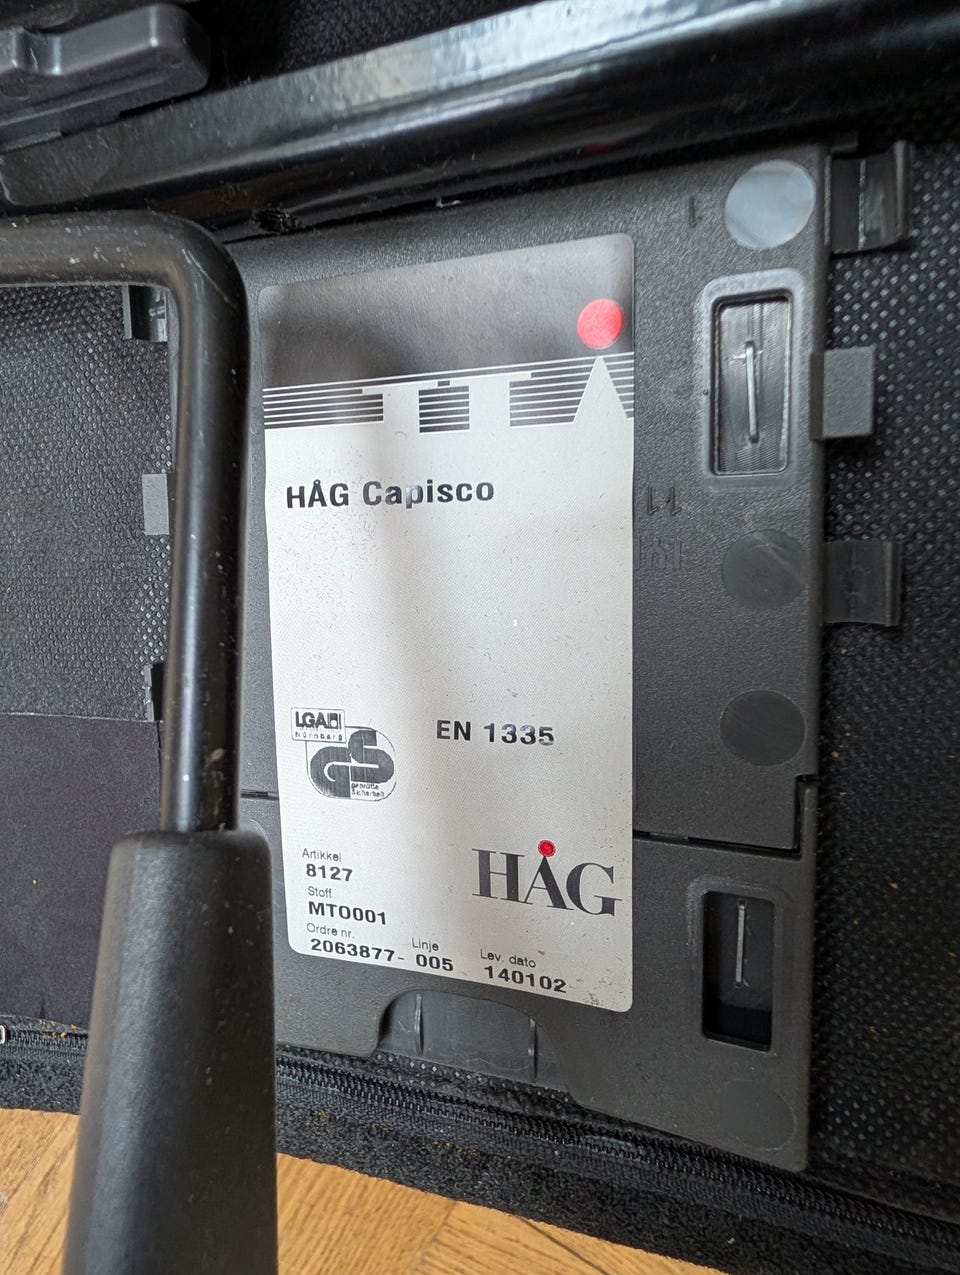 HÅG Capisco
LGA
Nürnberg
GS
geprüfte
Sicherheit
EN 1335
HÅG
Artikkel
8127
Stoff
MT0001
Ordre nr. Linje Lev. dato
2063877- 005 140102